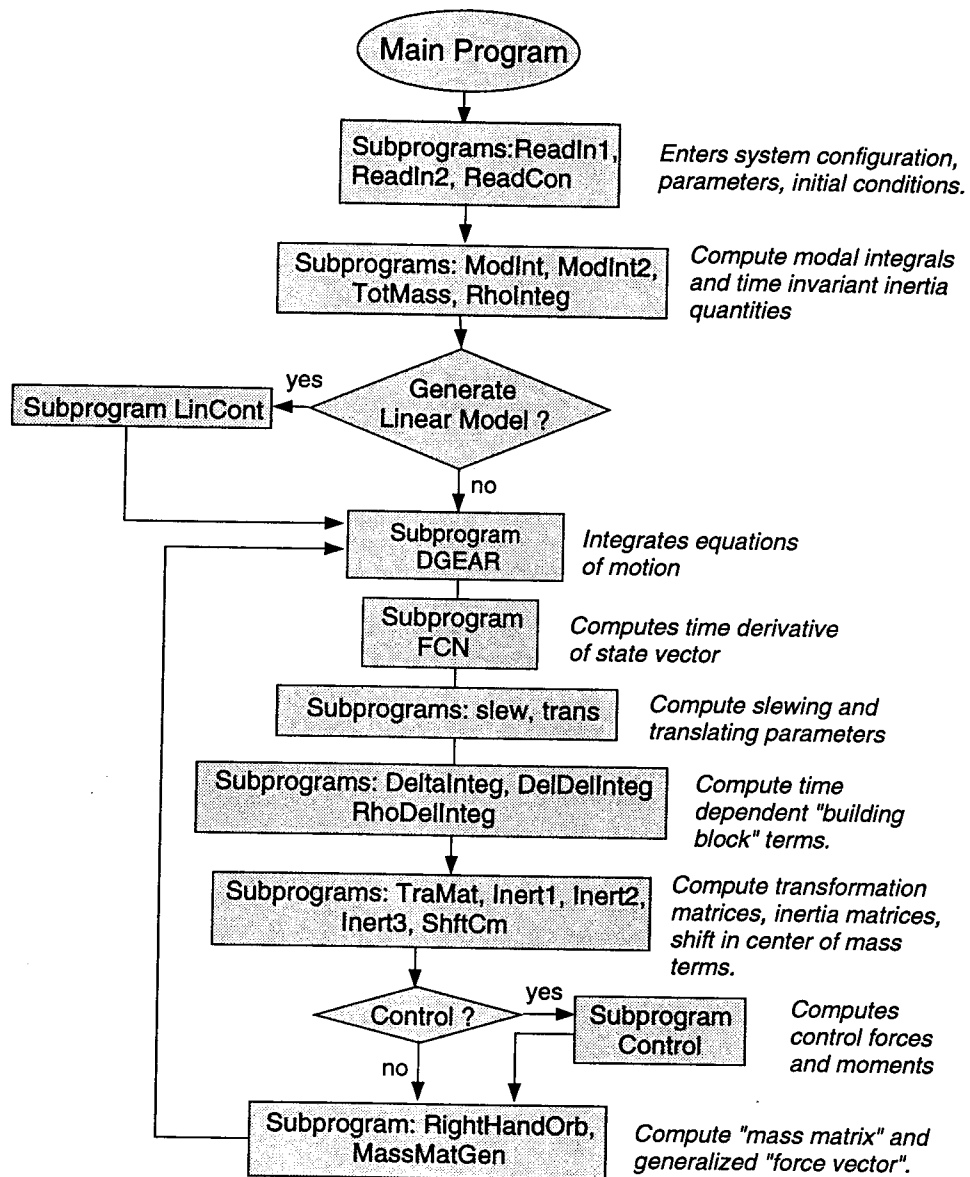 Main Program
Subprograms:ReadIn1,
ReadIn2, ReadCon
Enters system configuration,
parameters, initial conditions.
Subprograms: ModInt, ModInt2,
TotMass, RhoInteg
Compute modal integrals
and time invariant inertia
quantities
Generate
Linear Model ?
yes
Subprogram LinCont
no
Subprogram
DGEAR
Integrates equations
of motion
Subprogram
FCN
Computes time derivative
of state vector
Subprograms: slew, trans
Compute slewing and
translating parameters
Subprograms: DeltaInteg, DelDelInteg
RhoDelInteg
Compute time
dependent "building
block" terms.
Subprograms: TraMat, Inert1, Inert2,
Inert3, ShftCm
Compute transformation
matrices, inertia matrices,
shift in center of mass
terms.
Control ?
yes
Subprogram
Control
Computes
control forces
and moments
no
Subprogram: RightHandOrb,
MassMatGen
Compute "mass matrix" and
generalized "force vector".